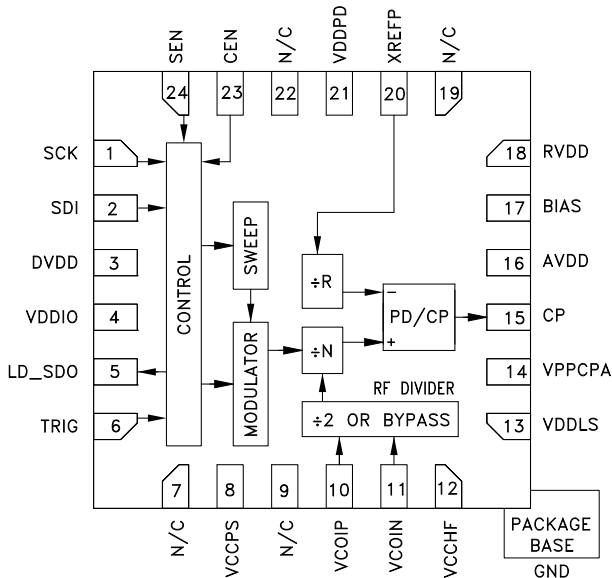 SEN
CEN
N/C
VDDPD
XREFP
N/C
24
23
22
21
20
19
SCK
1
18
RVDD
SDI
2
17
BIAS
DVDD
3
16
AVDD
VDDIO
4
15
CP
LD_SDO
5
14
VPPCPA
TRIG
6
13
VDDLS
CONTROL
SWEEP
MODULATOR
÷R
÷N
−
PD/CP
+
RF DIVIDER
÷2 OR BYPASS
7
8
9
10
11
12
N/C
VCCPS
N/C
VCOIP
VCOIN
VCCHF
PACKAGE
BASE
GND